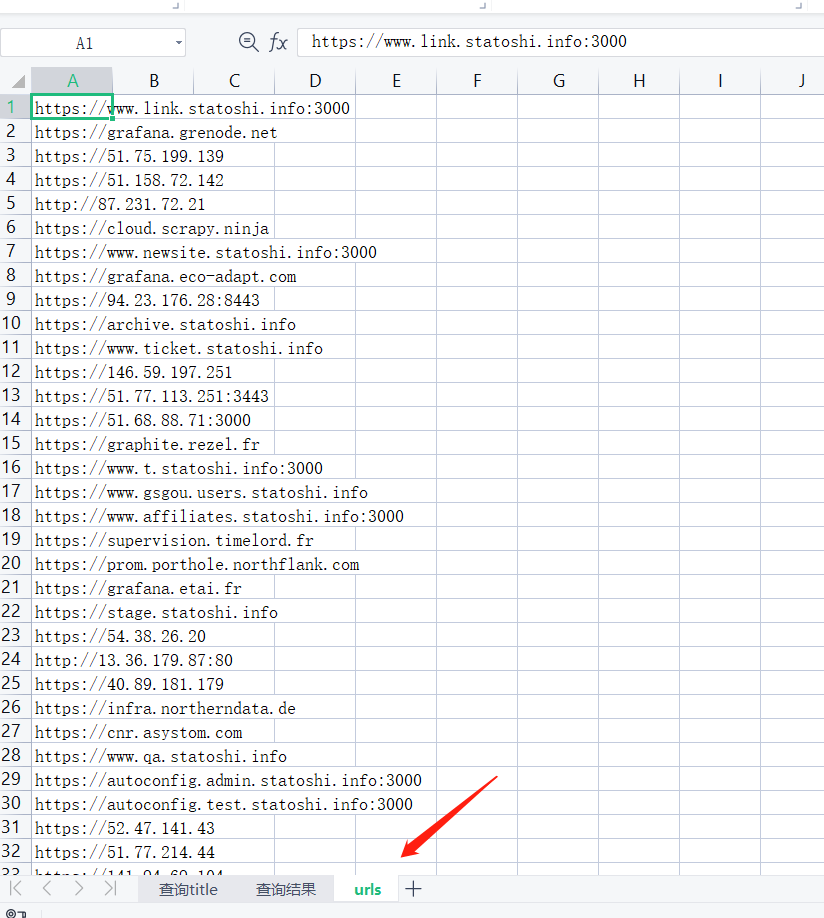 A1 fx https://www.link.statoshi.info:3000
A B C D E F G H I J
1 https://www.link.statoshi.info:3000
2 https://grafana.grenode.net
3 https://51.75.199.139
4 https://51.158.72.142
5 http://87.231.72.21
6 https://cloud.scrapy.ninja
7 https://www.newsite.statoshi.info:3000
8 https://grafana.eco-adapt.com
9 https://94.23.176.28:8443
10 https://archive.statoshi.info
11 https://www.ticket.statoshi.info
12 https://146.59.197.251
13 https://51.77.113.251:3443
14 https://51.68.88.71:3000
15 https://graphite.rezel.fr
16 https://www.t.statoshi.info:3000
17 https://www.gsgou.users.statoshi.info
18 https://www.affiliates.statoshi.info:3000
19 https://supervision.timelord.fr
20 https://prom.porthole.northflank.com
21 https://grafana.etai.fr
22 https://stage.statoshi.info
23 https://54.38.26.20
24 http://13.36.179.87:80
25 https://40.89.181.179
26 https://infra.northerndata.de
27 https://cnr.asystom.com
28 https://www.qa.statoshi.info
29 https://autoconfig.admin.statoshi.info:3000
30 https://autoconfig.test.statoshi.info:3000
31 https://52.47.141.43
32 https://51.77.214.44
查询title 查询结果 urls